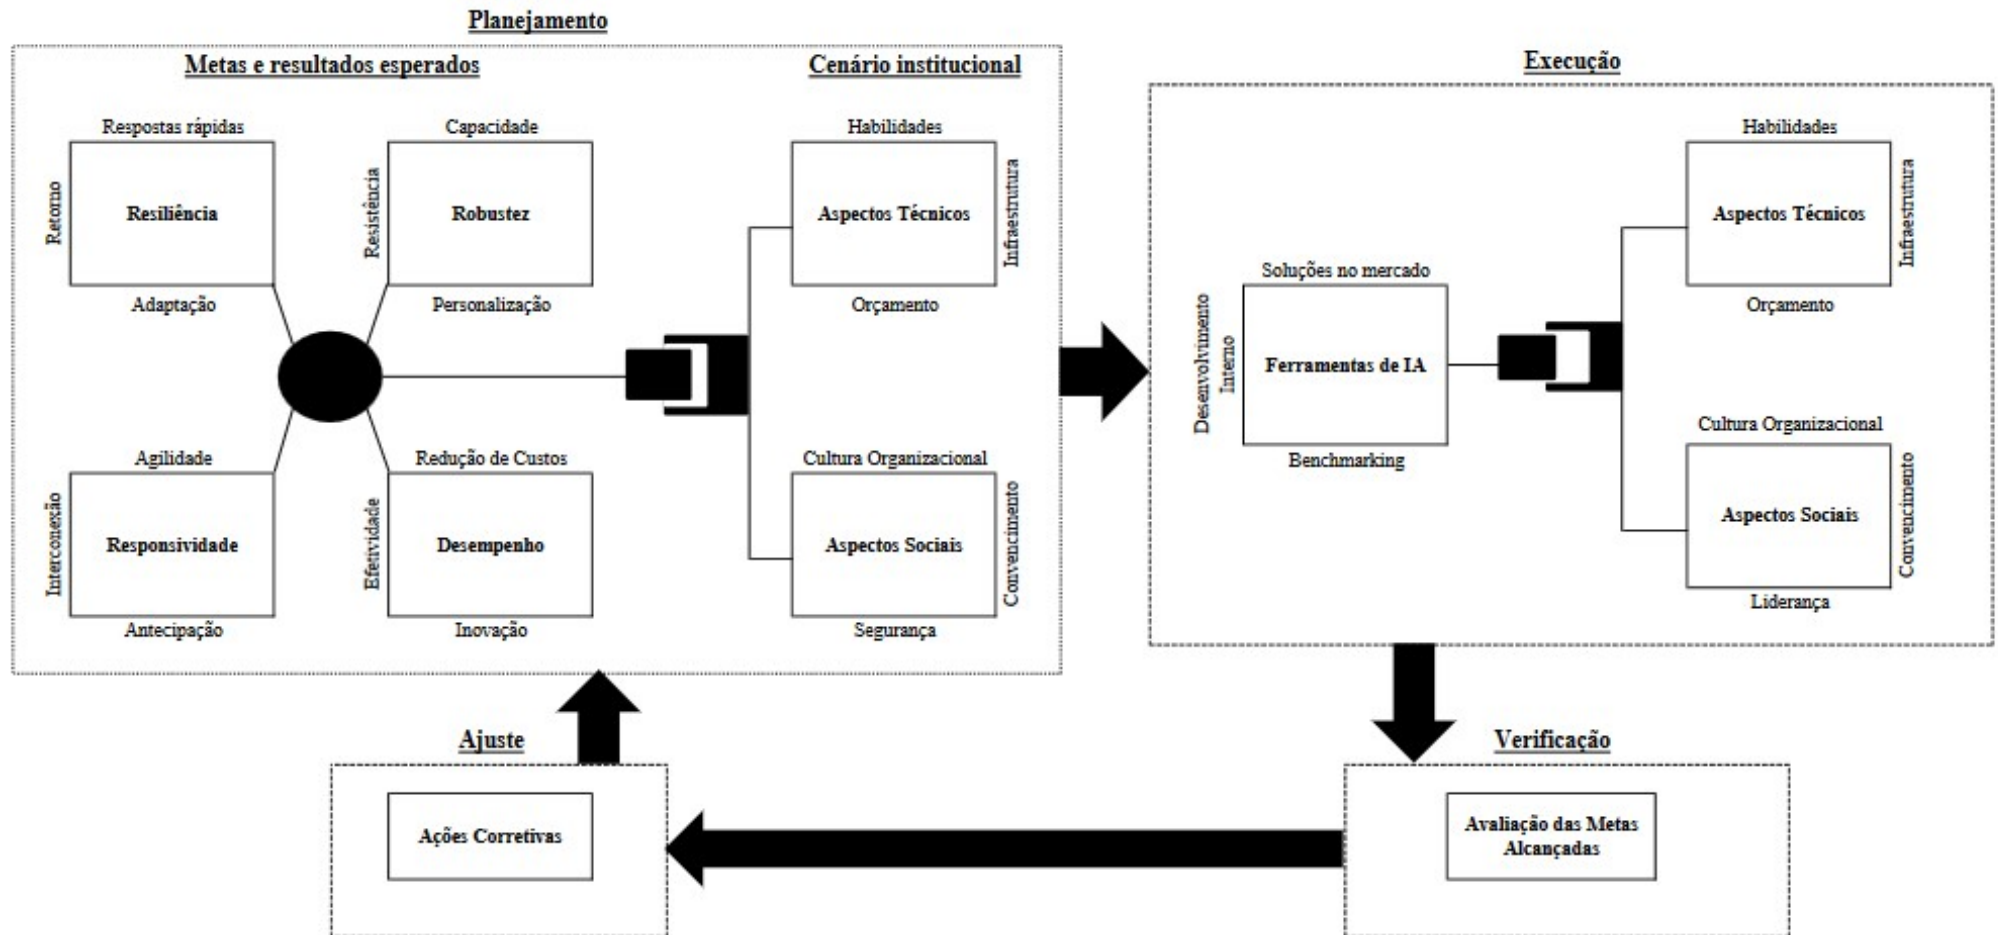 Planejamento
Metas e resultados esperados
Cenário institucional
Respostas rápidas
Retorno
Resiliência
Adaptação
Capacidade
Resistência
Robustez
Personalização
Habilidades
Aspectos Técnicos
Infraestrutura
Orçamento
Agilidade
Interconexão
Responsividade
Antecipação
Redução de Custos
Efetividade
Desempenho
Inovação
Cultura Organizacional
Aspectos Sociais
Convencimento
Segurança
Execução
Soluções no mercado
Desenvolvimento
Interno
Ferramentas de IA
Benchmarking
Habilidades
Aspectos Técnicos
Infraestrutura
Orçamento
Cultura Organizacional
Aspectos Sociais
Convencimento
Liderança
Verificação
Avaliação das Metas
Alcançadas
Ajuste
Ações Corretivas